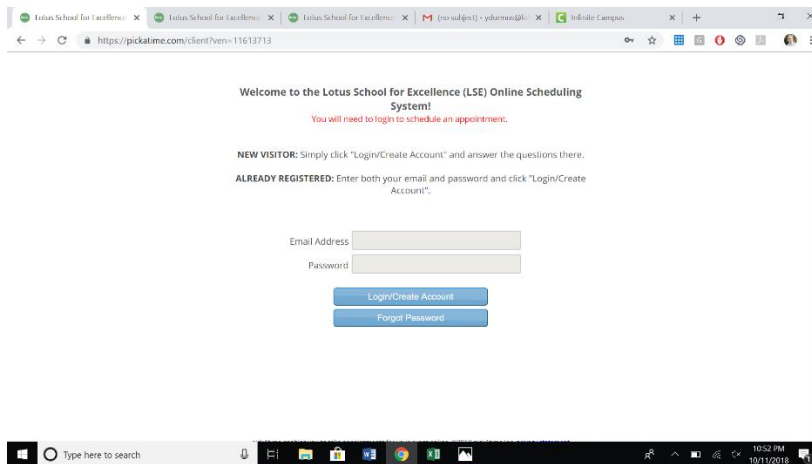 Lotus School for Excellence
Lotus School for Excellence
Lotus School for Excellence
(no subject) - ydurmus@lo
Infinite Campus
https://pickatime.com/client?ven=11613713
Welcome to the Lotus School for Excellence (LSE) Online Scheduling
System!
You will need to login to schedule an appointment.
NEW VISITOR: Simply click "Login/Create Account" and answer the questions there.
ALREADY REGISTERED: Enter both your email and password and click "Login/Create
Account".
Email Address
Password
Login/Create Account
Forgot Password
Type here to search
10:52 PM
10/11/2018